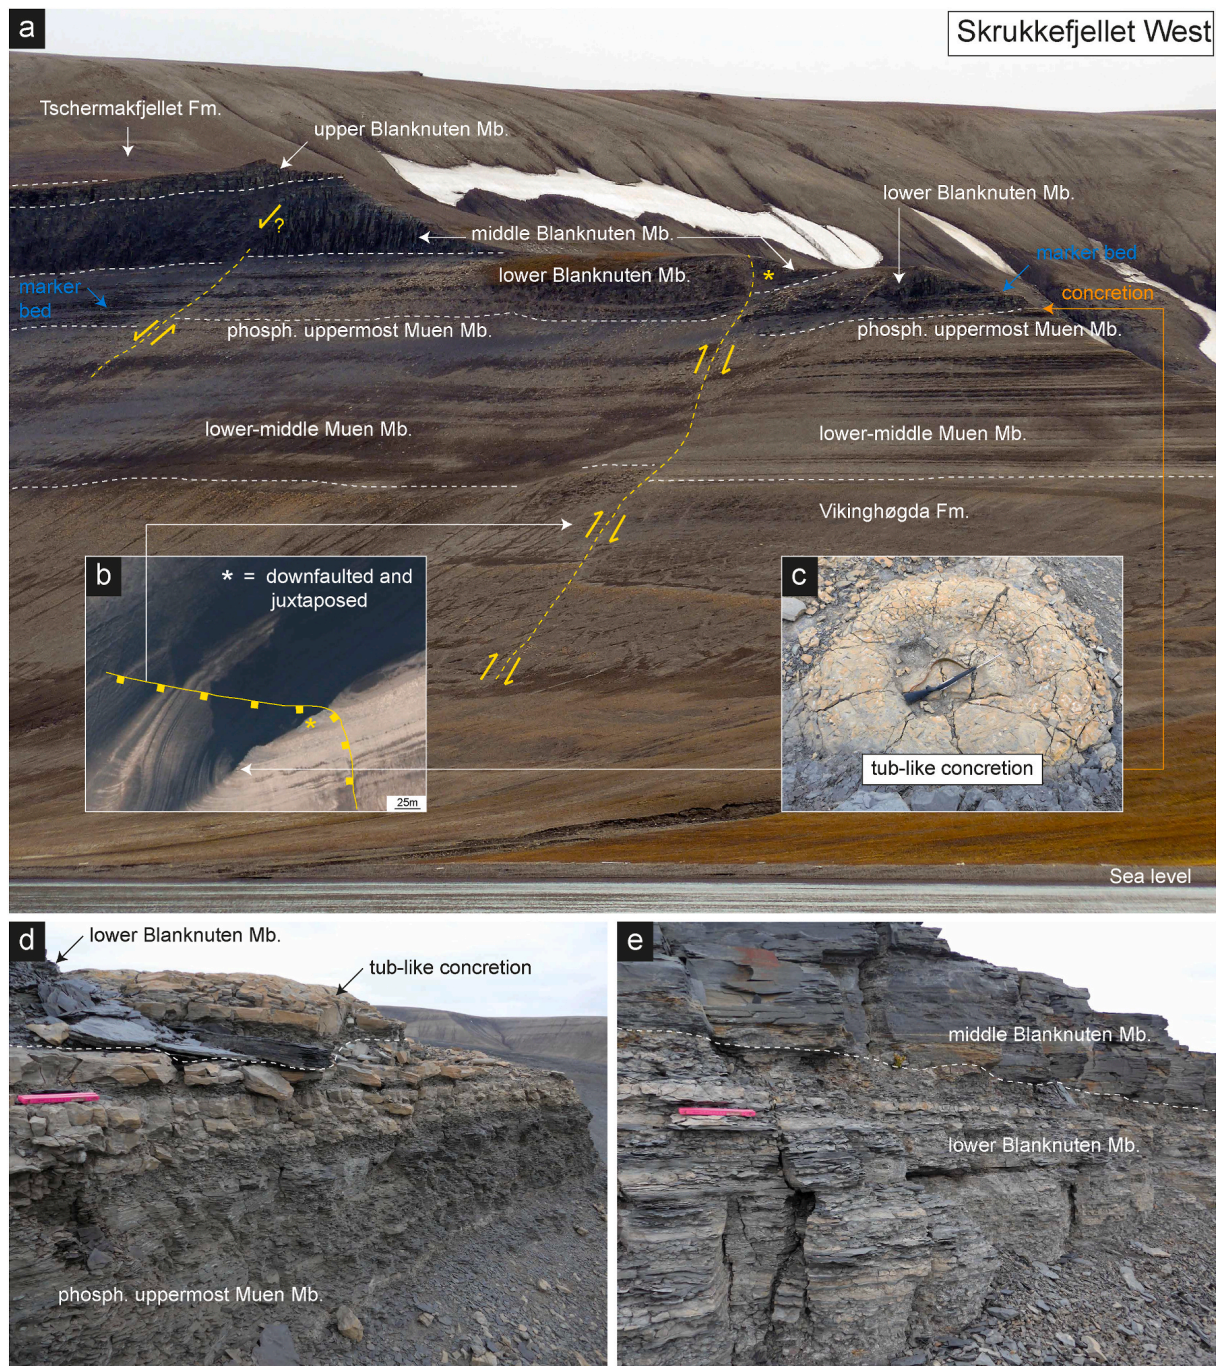 a
Skrukkefjellet West
Tschermakfjellet Fm.
upper Blanknuten Mb.
lower Blanknuten Mb.
?
middle Blanknuten Mb.
marker bed
lower Blanknuten Mb.
*
marker
bed
concretion
phosph. uppermost Muen Mb.
phosph. uppermost Muen Mb.
lower-middle Muen Mb.
lower-middle Muen Mb.
Vikinghøgda Fm.
b
* = downfaulted and
juxtaposed
*
25m
c
tub-like concretion
Sea level
d
lower Blanknuten Mb.
tub-like concretion
phosph. uppermost Muen Mb.
e
middle Blanknuten Mb.
lower Blanknuten Mb.